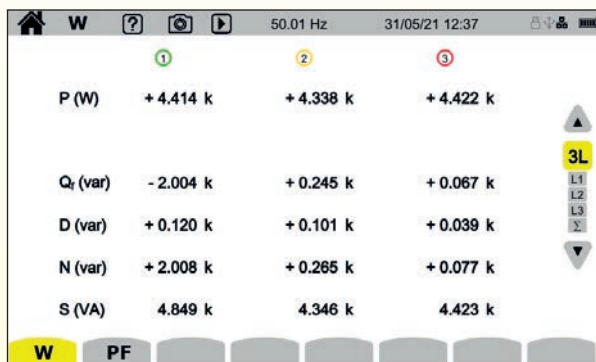 W ? 50.01 Hz 31/05/21 12:37
1 2 3
P (W) + 4.414 k + 4.338 k + 4.422 k
3L
Qf (var) - 2.004 k + 0.245 k + 0.067 k
L1
L2
D (var) + 0.120 k + 0.101 k + 0.039 k
L3
Σ
N (var) + 2.008 k + 0.265 k + 0.077 k
S (VA) 4.849 k 4.346 k 4.423 k
W PF